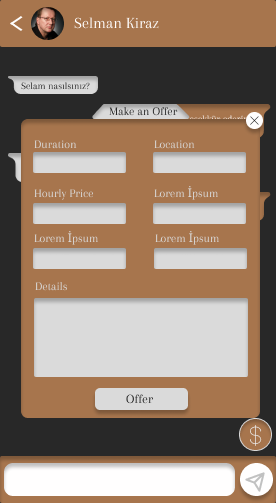 Selman Kiraz
Selam nasılsınız?
Make an Offer
Duration
Location
Hourly Price
Lorem İpsum
Lorem İpsum
Lorem İpsum
Details
Offer
$